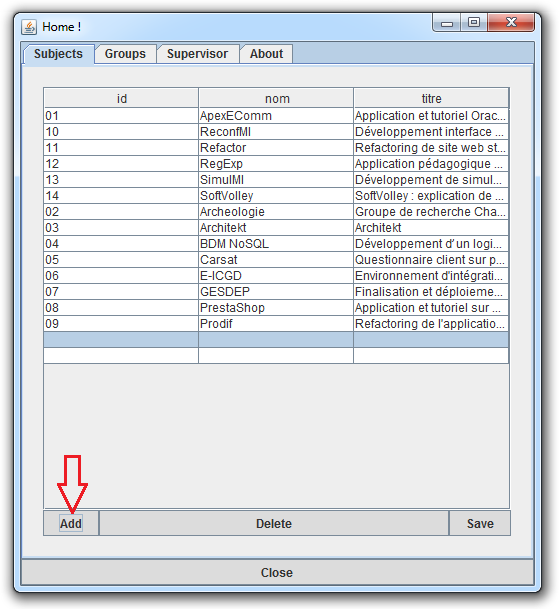 Home !
Subjects Groups Supervisor About
id nom titre
01 ApexEComm Application et tutoriel Orac...
10 ReconfMI Développement interface ...
11 Refactor Refactoring de site web st...
12 RegExp Application pédagogique ...
13 SimulMI Développement de simul...
14 SoftVolley SoftVolley : explication de ...
02 Archeologie Groupe de recherche Cha...
03 Architekt Architekt
04 BDM NoSQL Développement d'un logi...
05 Carsat Questionnaire client sur p...
06 E-ICGD Environnement d'intégrati...
07 GESDEP Finalisation et déploieme...
08 PrestaShop Application et tutoriel sur ...
09 Prodif Refactoring de l'applicatio...
Add Delete Save
Close